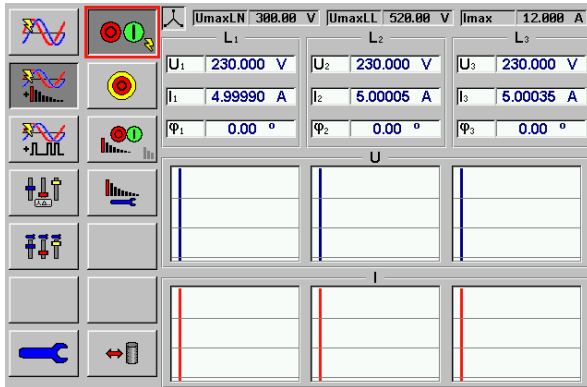 UmaxLN 300.00 V UmaxLL 520.00 V Imax 12.000 A
L₁ L₂ L₃
U₁ 230.000 V U₂ 230.000 V U₃ 230.000 V
I₁ 4.99990 A I₂ 5.00005 A I₃ 5.00035 A
φ₁ 0.00 ° φ₂ 0.00 ° φ₃ 0.00 °
U
I